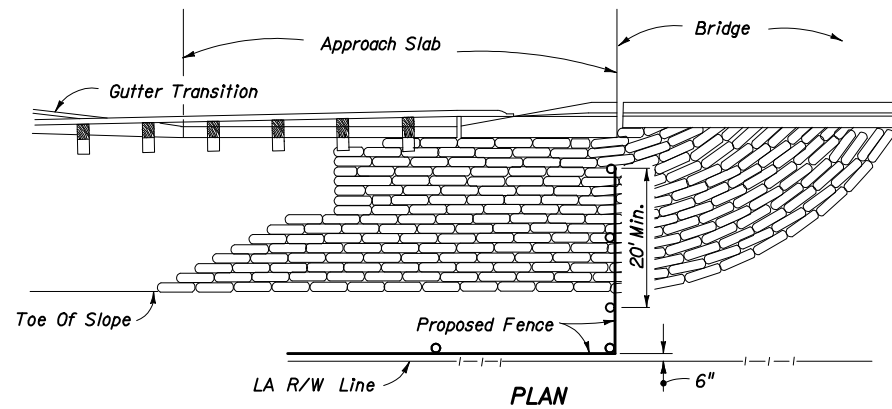 Bridge
Approach Slab
Gutter Transition
20' Min.
Toe Of Slope
Proposed Fence
LA R/W Line
PLAN
6"